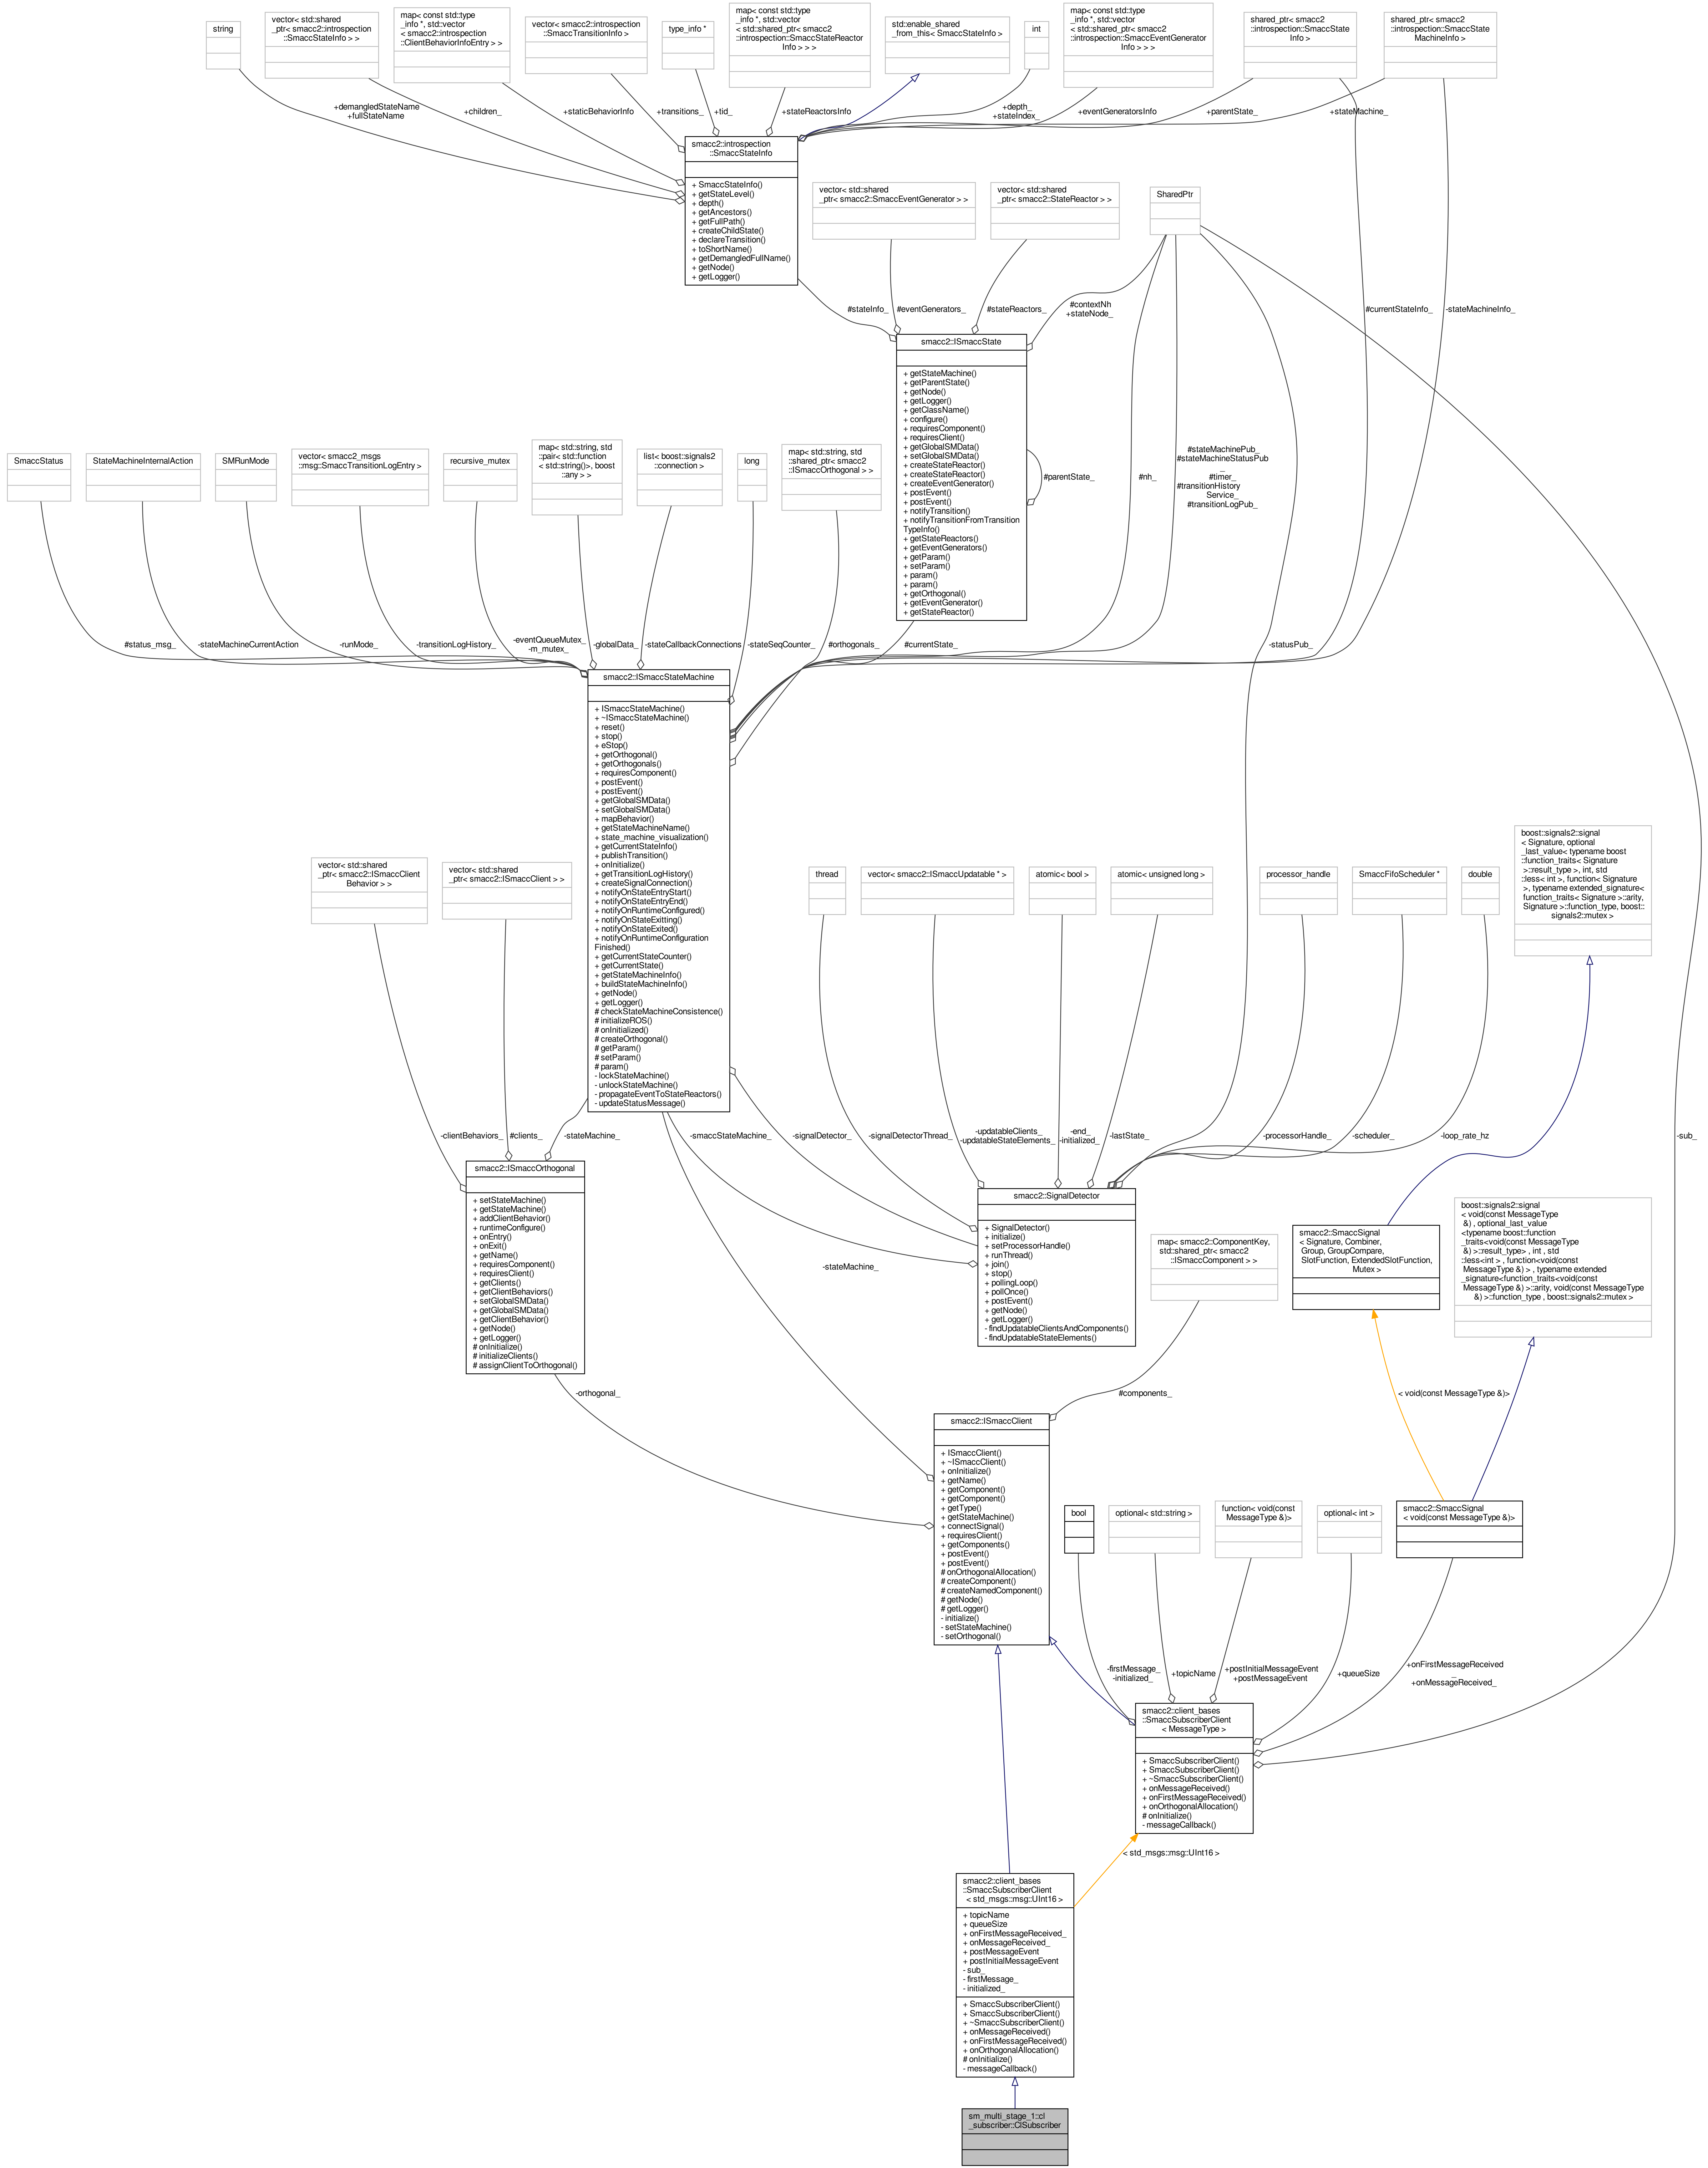 string
vector< std::shared
_ptr< smacc2::introspection
::SmaccStateInfo > >
map< const std::type
_info *, std::vector
< smacc2::introspection
::ClientBehaviorInfoEntry > >
vector< smacc2::introspection
::SmaccTransitionInfo >
type_info *
map< const std::type
_info *, std::vector
< std::shared_ptr< smacc2
::introspection::SmaccStateReactor
Info > > >
std::enable_shared
_from_this< SmaccStateInfo >
int
map< const std::type
_info *, std::vector
< std::shared_ptr< smacc2
::introspection::SmaccEventGenerator
Info > > >
shared_ptr< smacc2
::introspection::SmaccState
Info >
shared_ptr< smacc2
::introspection::SmaccState
MachineInfo >
+demangledStateName
+fullStateName
+children_
+staticBehaviorInfo
+transitions_
+tid_
+stateReactorsInfo
+depth_
+stateIndex_
+eventGeneratorsInfo
+parentState_
+stateMachine_
smacc2::introspection
::SmaccStateInfo
+ SmaccStateInfo()
+ getStateLevel()
+ depth()
+ getAncestors()
+ getFullPath()
+ createChildState()
+ declareTransition()
+ toShortName()
+ getDemangledFullName()
+ getNode()
+ getLogger()
vector< std::shared
_ptr< smacc2::SmaccEventGenerator > >
vector< std::shared
_ptr< smacc2::StateReactor > >
SharedPtr
#stateInfo_
#eventGenerators_
#stateReactors_
#contextNh
+stateNode_
#currentStateInfo_
-stateMachineInfo_
smacc2::ISmaccState
+ getStateMachine()
+ getParentState()
+ getNode()
+ getLogger()
+ getClassName()
+ configure()
+ requiresComponent()
+ requiresClient()
+ getGlobalSMData()
+ setGlobalSMData()
+ createStateReactor()
+ createStateReactor()
+ createEventGenerator()
+ postEvent()
+ postEvent()
+ notifyTransition()
+ notifyTransitionFromTransition
TypeInfo()
+ getStateReactors()
+ getEventGenerators()
+ getParam()
+ setParam()
+ param()
+ param()
+ getOrthogonal()
+ getEventGenerator()
+ getStateReactor()
#parentState_
#nh_
#stateMachinePub_
#stateMachineStatusPub
_
#timer_
#transitionHistory
Service_
#transitionLogPub_
SmaccStatus
StateMachineInternalAction
SMRunMode
vector< smacc2_msgs
::msg::SmaccTransitionLogEntry >
recursive_mutex
map< std::string, std
::pair< std::function
< std::string()>, boost
::any > >
list< boost::signals2
::connection >
long
map< std::string, std
::shared_ptr< smacc2
::ISmaccOrthogonal > >
#status_msg_
-stateMachineCurrentAction
-runMode_
-transitionLogHistory_
-eventQueueMutex_
-m_mutex_
-globalData_
-stateCallbackConnections
-stateSeqCounter_
#orthogonals_
#currentState_
-statusPub_
smacc2::ISmaccStateMachine
+ ISmaccStateMachine()
+ ~ISmaccStateMachine()
+ reset()
+ stop()
+ eStop()
+ getOrthogonal()
+ getOrthogonals()
+ requiresComponent()
+ postEvent()
+ postEvent()
+ getGlobalSMData()
+ setGlobalSMData()
+ mapBehavior()
+ getStateMachineName()
+ state_machine_visualization()
+ getCurrentStateInfo()
+ publishTransition()
+ onInitialize()
+ getTransitionLogHistory()
+ createSignalConnection()
+ notifyOnStateEntryStart()
+ notifyOnStateEntryEnd()
+ notifyOnRuntimeConfigured()
+ notifyOnStateExitting()
+ notifyOnStateExited()
+ notifyOnRuntimeConfiguration
Finished()
+ getCurrentStateCounter()
+ getCurrentState()
+ getStateMachineInfo()
+ buildStateMachineInfo()
+ getNode()
+ getLogger()
# checkStateMachineConsistence()
# initializeROS()
# onInitialized()
# createOrthogonal()
# getParam()
# setParam()
# param()
- lockStateMachine()
- unlockStateMachine()
- propagateEventToStateReactors()
- updateStatusMessage()
vector< std::shared
_ptr< smacc2::ISmaccClient
Behavior > >
vector< std::shared
_ptr< smacc2::ISmaccClient > >
thread
vector< smacc2::ISmaccUpdatable * >
atomic< bool >
atomic< unsigned long >
processor_handle
SmaccFifoScheduler *
double
boost::signals2::signal
< Signature, optional
_last_value< typename boost
::function_traits< Signature
>::result_type >, int, std
::less< int >, function< Signature
>, typename extended_signature<
function_traits< Signature >::arity,
Signature >::function_type, boost::
signals2::mutex >
-clientBehaviors_
#clients_
-stateMachine_
-smaccStateMachine_
-signalDetector_
-signalDetectorThread_
-updatableClients_
-updatableStateElements_
-end_
-initialized_
-lastState_
-processorHandle_
-scheduler_
-loop_rate_hz
-sub_
smacc2::ISmaccOrthogonal
+ setStateMachine()
+ getStateMachine()
+ addClientBehavior()
+ runtimeConfigure()
+ onEntry()
+ onExit()
+ getName()
+ requiresComponent()
+ requiresClient()
+ getClients()
+ getClientBehaviors()
+ setGlobalSMData()
+ getGlobalSMData()
+ getClientBehavior()
+ getNode()
+ getLogger()
# onInitialize()
# initializeClients()
# assignClientToOrthogonal()
smacc2::SignalDetector
+ SignalDetector()
+ initialize()
+ setProcessorHandle()
+ runThread()
+ join()
+ stop()
+ pollingLoop()
+ pollOnce()
+ postEvent()
+ getNode()
+ getLogger()
- findUpdatableClientsAndComponents()
- findUpdatableStateElements()
map< smacc2::ComponentKey,
std::shared_ptr< smacc2
::ISmaccComponent > >
smacc2::SmaccSignal
< Signature, Combiner,
Group, GroupCompare,
SlotFunction, ExtendedSlotFunction,
Mutex >
boost::signals2::signal
< void(const MessageType
&) , optional_last_value
<typename boost::function
_traits<void(const MessageType
&) >::result_type> , int , std
::less<int > , function<void(const
MessageType &) > , typename extended
_signature<function_traits<void(const
MessageType &) >::arity, void(const MessageType
&) >::function_type , boost::signals2::mutex >
-stateMachine_
-orthogonal_
#components_
< void(const MessageType &)>
smacc2::ISmaccClient
+ ISmaccClient()
+ ~ISmaccClient()
+ onInitialize()
+ getName()
+ getComponent()
+ getComponent()
+ getType()
+ getStateMachine()
+ connectSignal()
+ requiresClient()
+ getComponents()
+ postEvent()
+ postEvent()
# onOrthogonalAllocation()
# createComponent()
# createNamedComponent()
# getNode()
# getLogger()
- initialize()
- setStateMachine()
- setOrthogonal()
bool
optional< std::string >
function< void(const
MessageType &)>
optional< int >
smacc2::SmaccSignal
< void(const MessageType &)>
-firstMessage_
-initialized_
+topicName
+postInitialMessageEvent
+postMessageEvent
+queueSize
+onFirstMessageReceived
_
+onMessageReceived_
smacc2::client_bases
::SmaccSubscriberClient
< MessageType >
+ SmaccSubscriberClient()
+ SmaccSubscriberClient()
+ ~SmaccSubscriberClient()
+ onMessageReceived()
+ onFirstMessageReceived()
+ onOrthogonalAllocation()
# onInitialize()
- messageCallback()
< std_msgs::msg::UInt16 >
smacc2::client_bases
::SmaccSubscriberClient
< std_msgs::msg::UInt16 >
+ topicName
+ queueSize
+ onFirstMessageReceived_
+ onMessageReceived_
+ postMessageEvent
+ postInitialMessageEvent
- sub_
- firstMessage_
- initialized_
+ SmaccSubscriberClient()
+ SmaccSubscriberClient()
+ ~SmaccSubscriberClient()
+ onMessageReceived()
+ onFirstMessageReceived()
+ onOrthogonalAllocation()
# onInitialize()
- messageCallback()
sm_multi_stage_1::cl
_subscriber::ClSubscriber